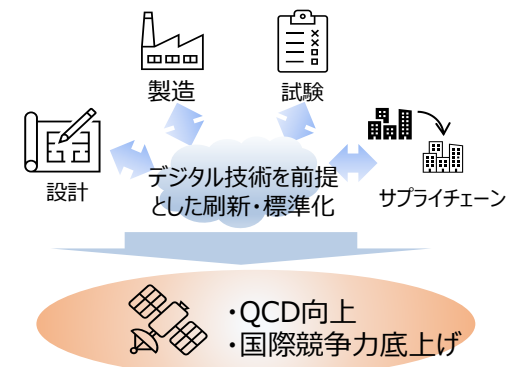 製造
試験
設計
デジタル技術を前提
とした刷新・標準化
サプライチェーン
・QCD向上
・国際競争力底上げ